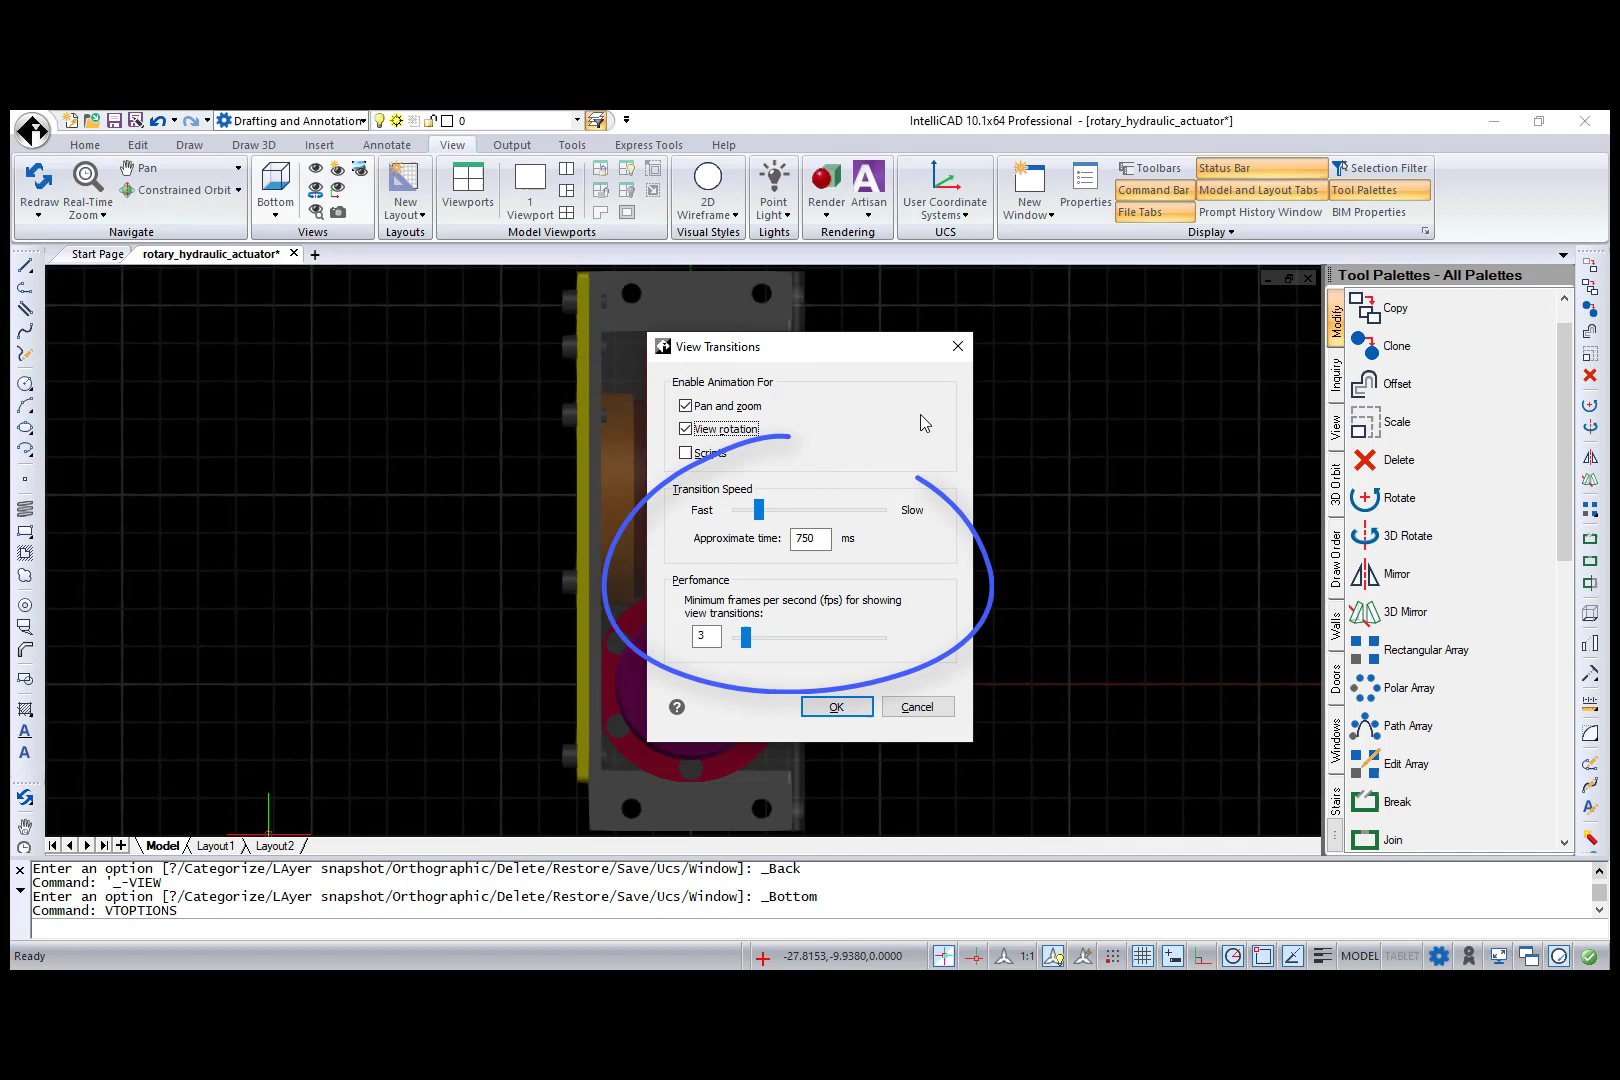 Drafting and Annotation
0
IntelliCAD 10.1x64 Professional - [rotary_hydraulic_actuator*]
Home Edit Draw Draw 3D Insert Annotate View Output Tools Express Tools Help
Redraw
Real-Time Zoom
Pan
Constrained Orbit
Navigate
Bottom
Views
New Layout
Layouts
Viewports
1 Viewport
Model Viewports
2D Wireframe
Visual Styles
Point Light
Lights
Render
Artisan
Rendering
User Coordinate Systems
UCS
New Window
Properties
Toolbars
Status Bar
Selection Filter
Command Bar
Model and Layout Tabs
Tool Palettes
File Tabs
Prompt History Window
BIM Properties
Display
Start Page
rotary_hydraulic_actuator*
View Transitions
Enable Animation For
Pan and zoom
View rotation
Scripts
Transition Speed
Fast
Slow
Approximate time: 750 ms
Perfomance
Minimum frames per second (fps) for showing
view transitions:
3
OK
Cancel
Tool Palettes - All Palettes
Modify
Inquiry
View
3D Orbit
Draw Order
Walls
Doors
Windows
Stairs
Copy
Clone
Offset
Scale
Delete
Rotate
3D Rotate
Mirror
3D Mirror
Rectangular Array
Polar Array
Path Array
Edit Array
Break
Join
Model
Layout1
Layout2
Enter an option [?/Categorize/LAyer snapshot/Orthographic/Delete/Restore/Save/Ucs/Window]: _Back
Command: '_-VIEW
Enter an option [?/Categorize/LAyer snapshot/Orthographic/Delete/Restore/Save/Ucs/Window]: _Bottom
Command: VTOPTIONS
Ready
-27.8153,-9.9380,0.0000
1:1
MODEL
TABLET